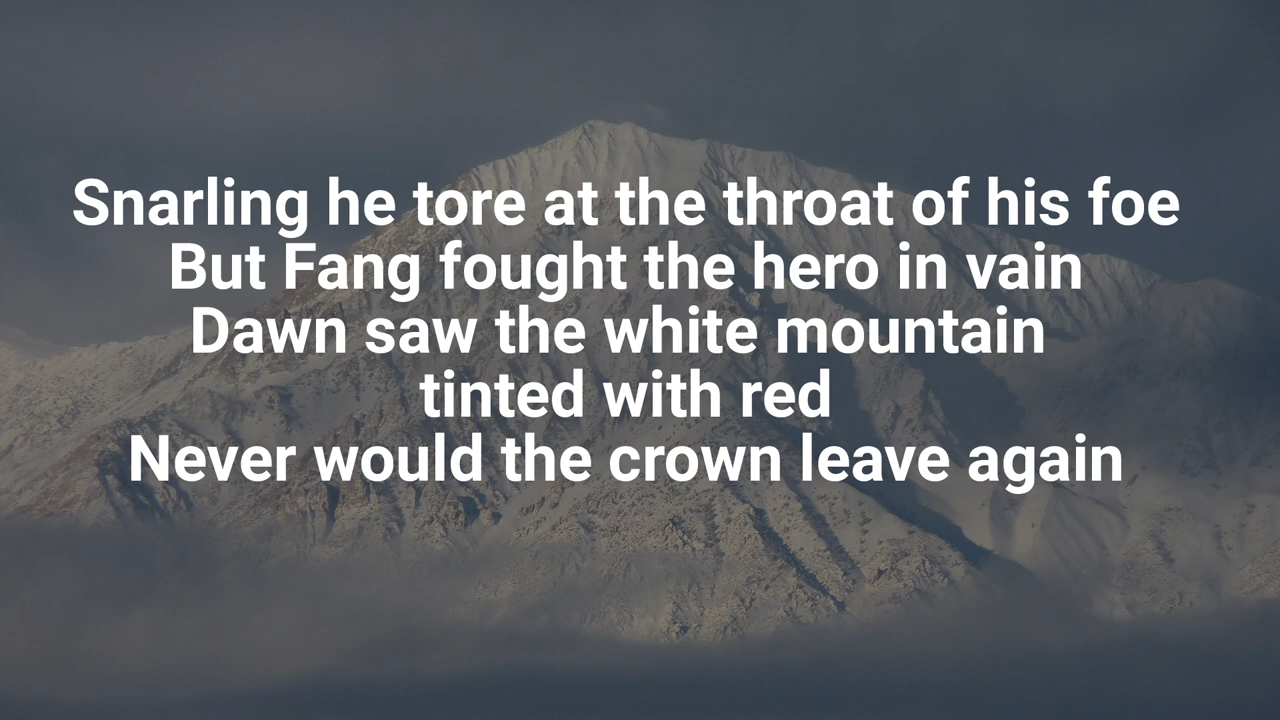 Snarling he tore at the throat of his foe
But Fang fought the hero in vain
Dawn saw the white mountain
tinted with red
Never would the crown leave again